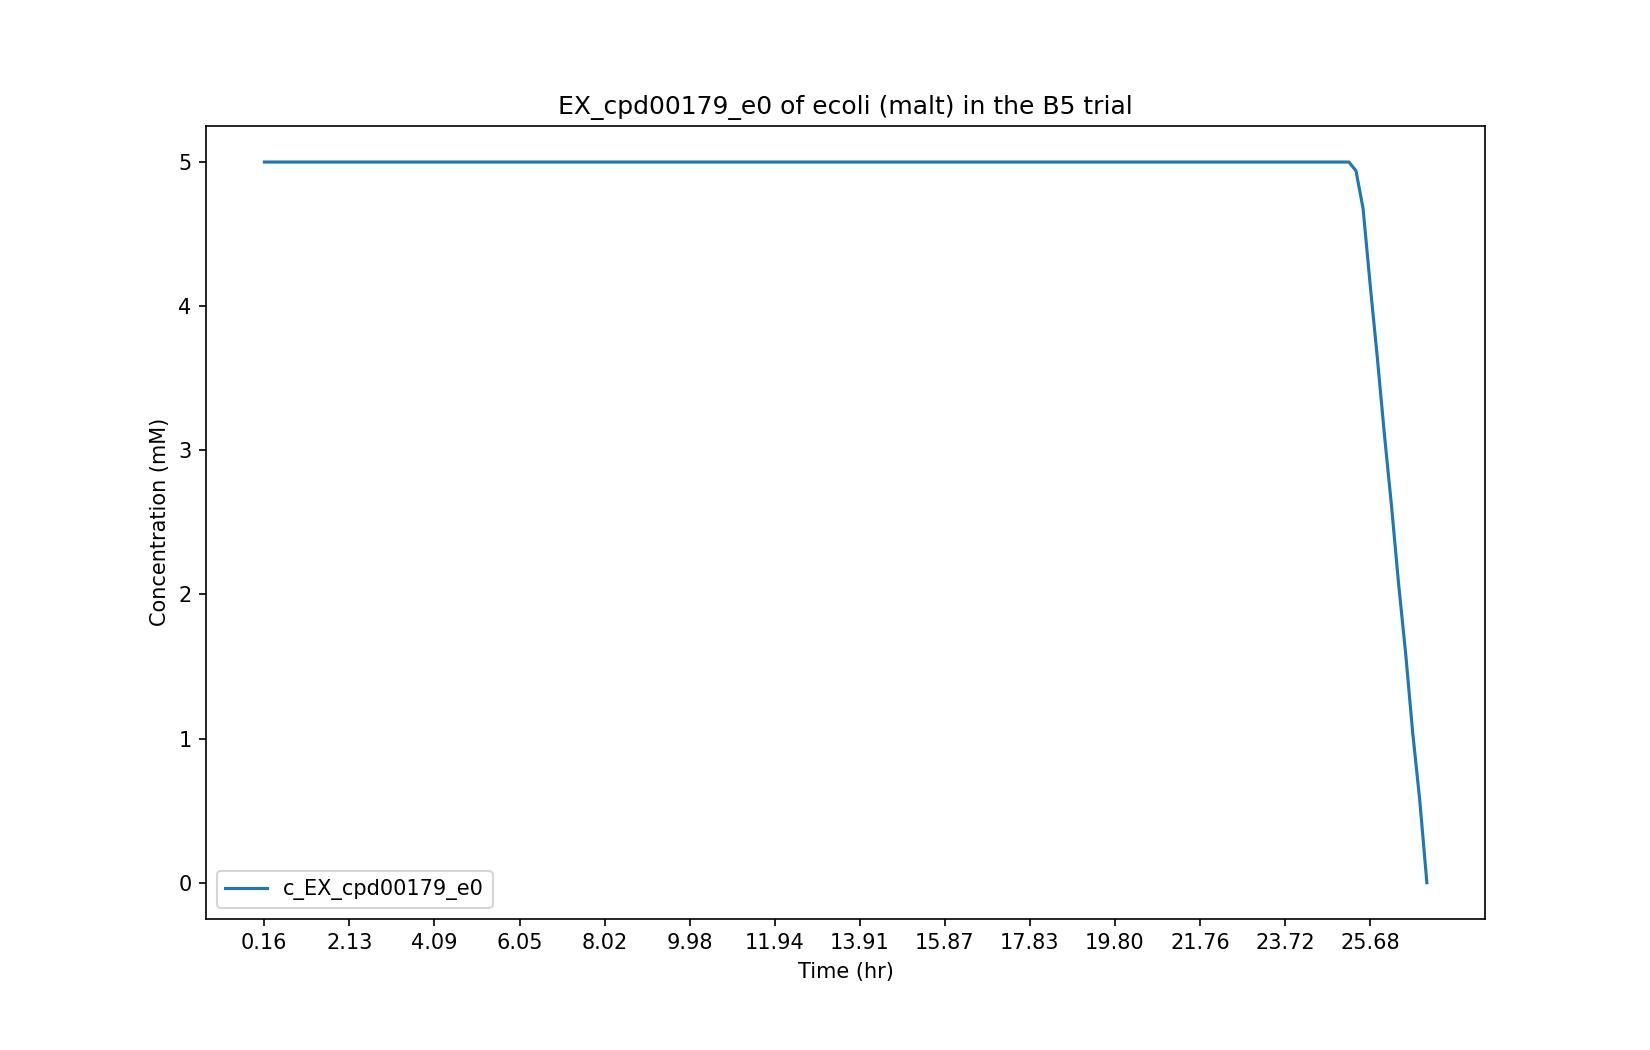 EX_cpd00179_e0 of ecoli (malt) in the B5 trial
Concentration (mM)
5
4
3
2
1
0
c_EX_cpd00179_e0
0.16 2.13 4.09 6.05 8.02 9.98 11.94 13.91 15.87 17.83 19.80 21.76 23.72 25.68
Time (hr)